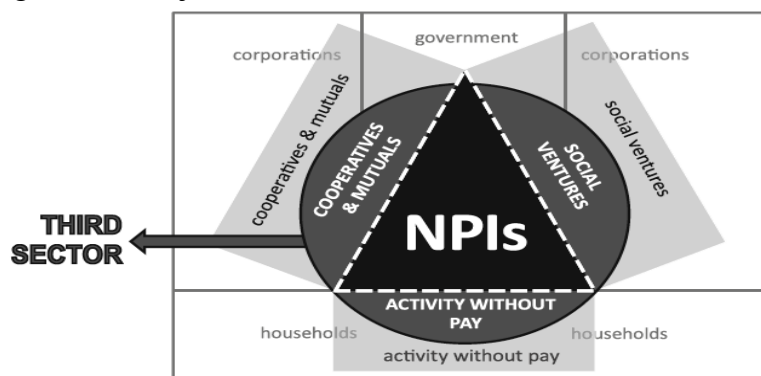 government
corporations
corporations
cooperatives & mutuals
COOPERATIVES
& MUTUALS
SOCIAL
VENTURES
social ventures
THIRD
SECTOR
NPIs
ACTIVITY WITHOUT
PAY
households
households
activity without pay